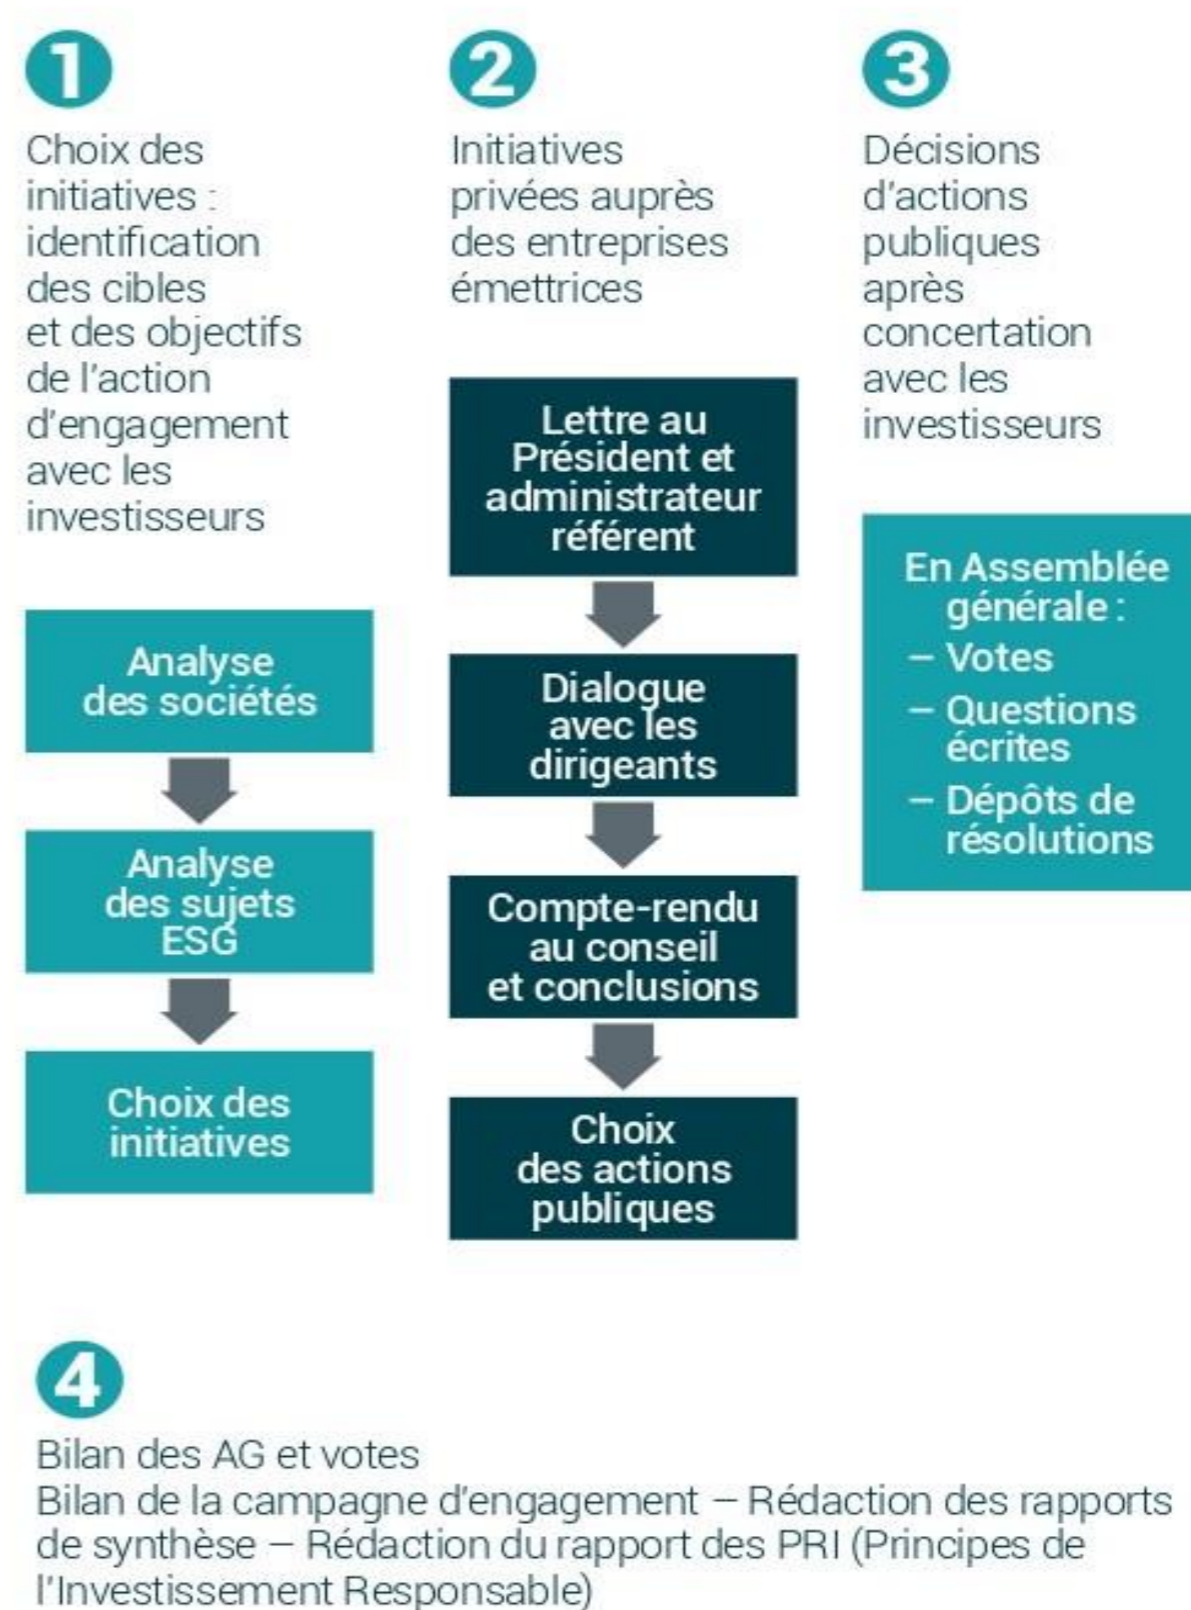 1
Choix des
initiatives :
identification
des cibles
et des objectifs
de l'action
d'engagement
avec les
investisseurs
Analyse
des sociétés
Analyse
des sujets
ESG
Choix des
initiatives
2
Initiatives
privées auprès
des entreprises
émettrices
Lettre au
Président et
administrateur
référent
Dialogue
avec les
dirigeants
Compte-rendu
au conseil
et conclusions
Choix
des actions
publiques
3
Décisions
d'actions
publiques
après
concertation
avec les
investisseurs
En Assemblée
générale :
– Votes
– Questions
écrites
– Dépôts de
résolutions
4
Bilan des AG et votes
Bilan de la campagne d'engagement – Rédaction des rapports
de synthèse – Rédaction du rapport des PRI (Principes de
l'Investissement Responsable)